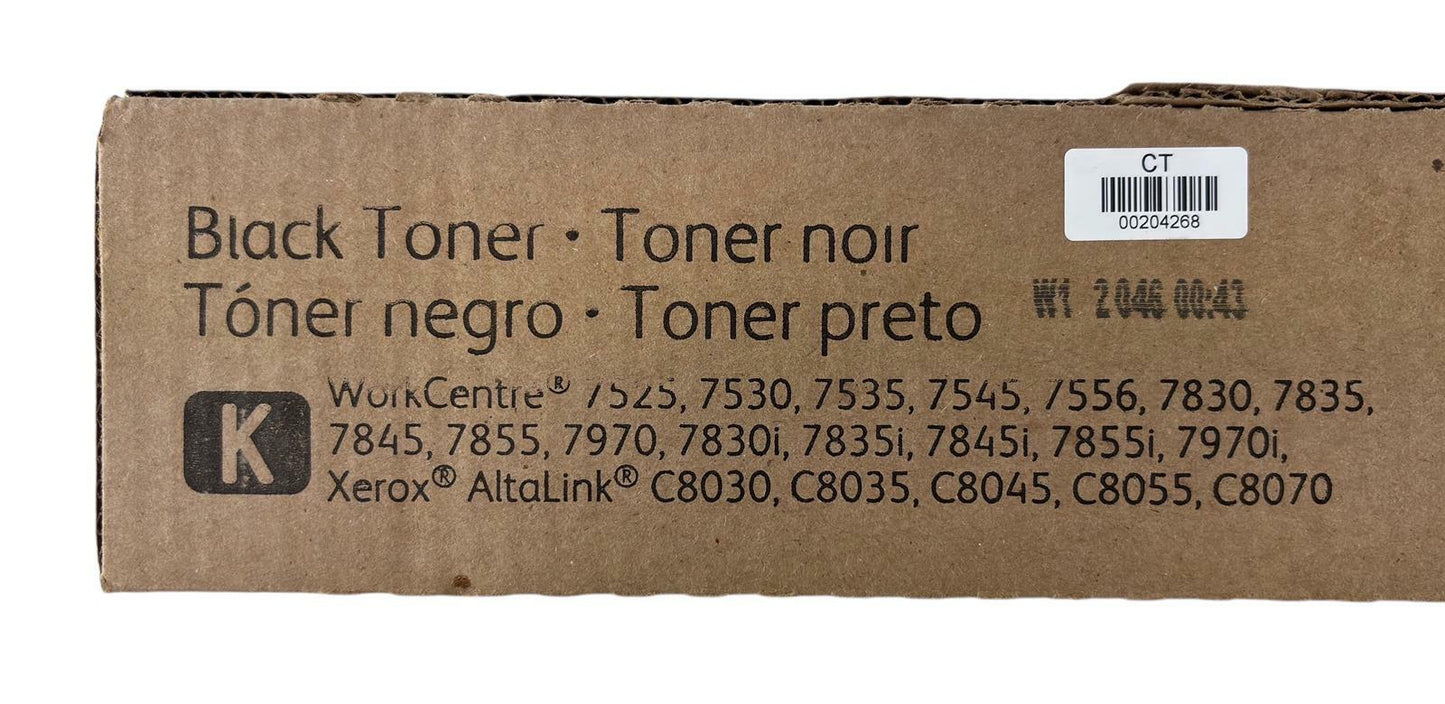 CT
00204268
Black Toner • Toner noir
Tóner negro • Toner preto
W1 2046 00:43
K
WorkCentre® 7525, 7530, 7535, 7545, 7556, 7830, 7835,
7845, 7855, 7970, 7830i, 7835i, 7845i, 7855i, 7970i,
Xerox® AltaLink® C8030, C8035, C8045, C8055, C8070